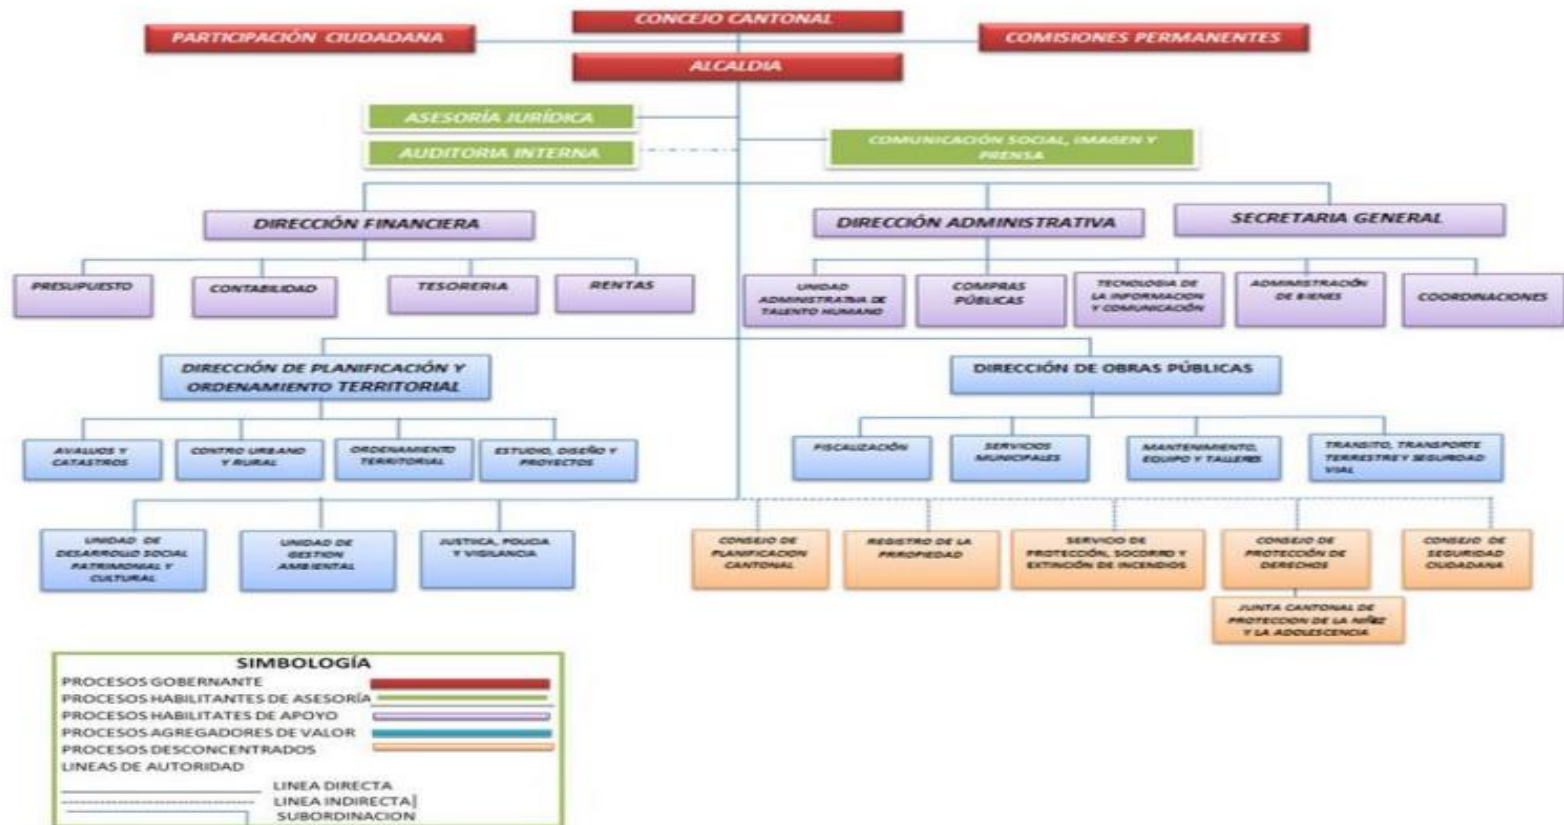 CONCEJO CANTONAL
PARTICIPACIÓN CIUDADANA
COMISIONES PERMANENTES
ALCALDIA
ASESORÍA JURÍDICA
AUDITORIA INTERNA
COMUNICACIÓN SOCIAL, IMAGEN Y
PRENSA
DIRECCIÓN FINANCIERA
DIRECCIÓN ADMINISTRATIVA
SECRETARIA GENERAL
PRESUPUESTO
CONTABILIDAD
TESORERIA
RENTAS
UNIDAD
ADMINISTRATIVA DE
TALENTO HUMANO
COMPRAS
PÚBLICAS
TECNOLOGIA DE
LA INFORMACION
Y COMUNICACIÓN
ADMINISTRACIÓN
DE BIENES
COORDINACIONES
DIRECCIÓN DE PLANIFICACIÓN Y
ORDENAMIENTO TERRITORIAL
DIRECCIÓN DE OBRAS PÚBLICAS
AVALUOS Y
CATASTROS
CONTRO URBANO
Y RURAL
ORDENAMIENTO
TERRITORIAL
ESTUDIO, DISEÑO Y
PROYECTOS
FISCALIZACIÓN
SERVICIOS
MUNICIPALES
MANTENIMIENTO,
EQUIPO Y TALLERES
TRANSITO, TRANSPORTE
TERRESTRE Y SEGURIDAD
VIAL
UNIDAD DE
DESARROLLO SOCIAL
PATRIMONIAL Y
CULTURAL
UNIDAD DE
GESTION
AMBIENTAL
JUSTICA, POLICIA
Y VIGILANCIA
CONSEJO DE
PLANIFICACION
CANTONAL
REGISTRO DE LA
PRROPIEDAD
SERVICIO DE
PROTECCIÓN, SOCORRO Y
EXTINCIÓN DE INCENDIOS
CONSEJO DE
PROTECCIÓN DE
DERECHOS
CONSEJO DE
SEGURIDAD
CIUDADANA
JUNTA CANTONAL DE
PROTECCION DE LA NIÑEZ
Y LA ADOLESCENCIA
SIMBOLOGÍA
PROCESOS GOBERNANTE
PROCESOS HABILITANTES DE ASESORÍA
PROCESOS HABILITATES DE APOYO
PROCESOS AGREGADORES DE VALOR
PROCESOS DESCONCENTRADOS
LINEAS DE AUTORIDAD
LINEA DIRECTA
LINEA INDIRECTA
SUBORDINACION